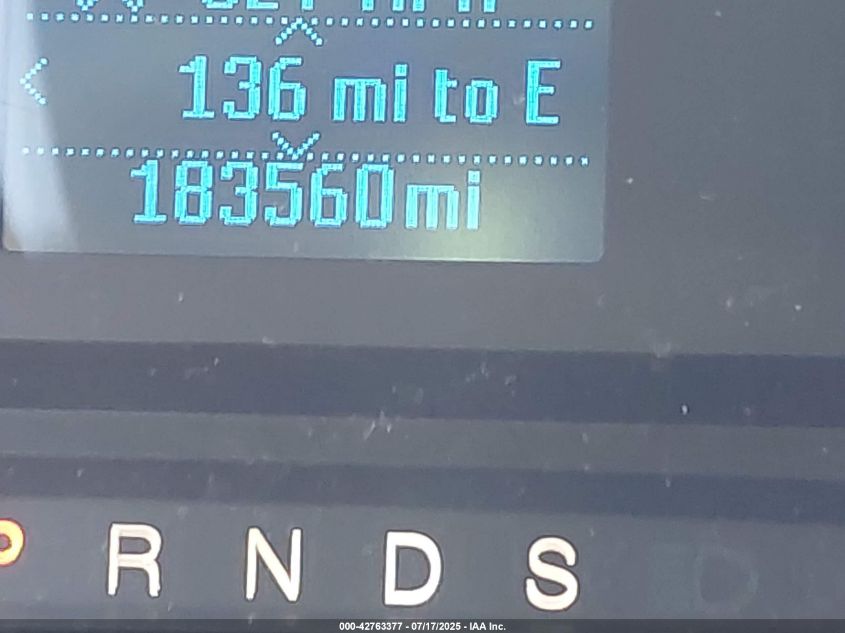 136 mi to E
183560mi
P R N D S
000-42763377 - 07/17/2025 - IAA Inc.